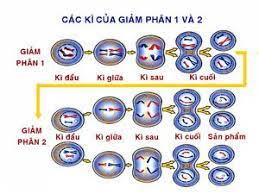 CÁC KÌ CỦA GIẢM PHÂN 1 VÀ 2
GIẢM
PHÂN 1
Kì đầu Kì giữa Kì sau Kì cuối
GIẢM
PHÂN 2
Kì đầu Kì giữa Kì sau Kì cuối Sản phẩm